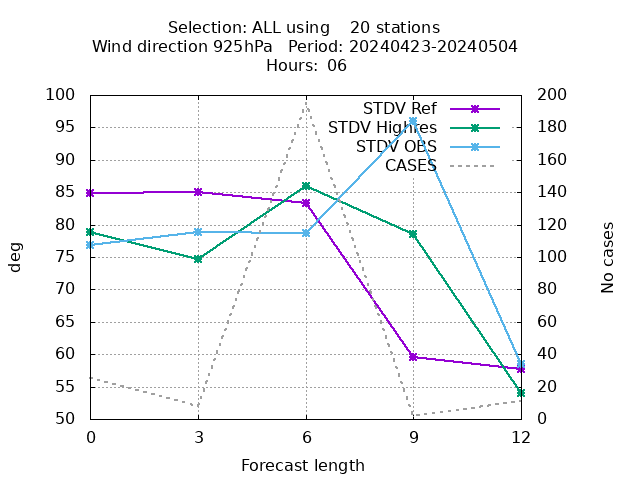 Selection: ALL using    20 stations
Wind direction 925hPa   Period: 20240423-20240504
Hours: 06
STDV Ref
STDV Highres
STDV OBS
CASES
100
95
90
85
80
75
70
65
60
55
50
200
180
160
140
120
100
80
60
40
20
0
deg
No cases
0 3 6 9 12
Forecast length